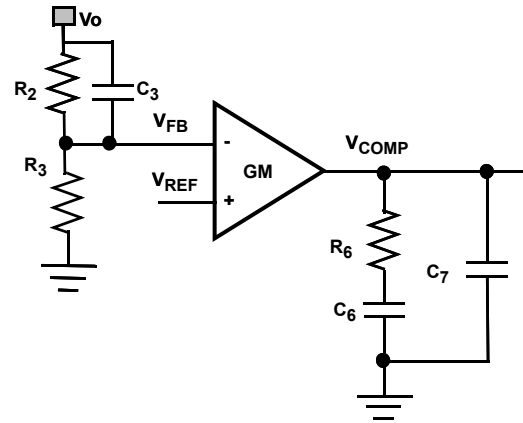 Vo
R2
C3
VFB
VCOMP
-
GM
R3
VREF
+
R6
C7
C6